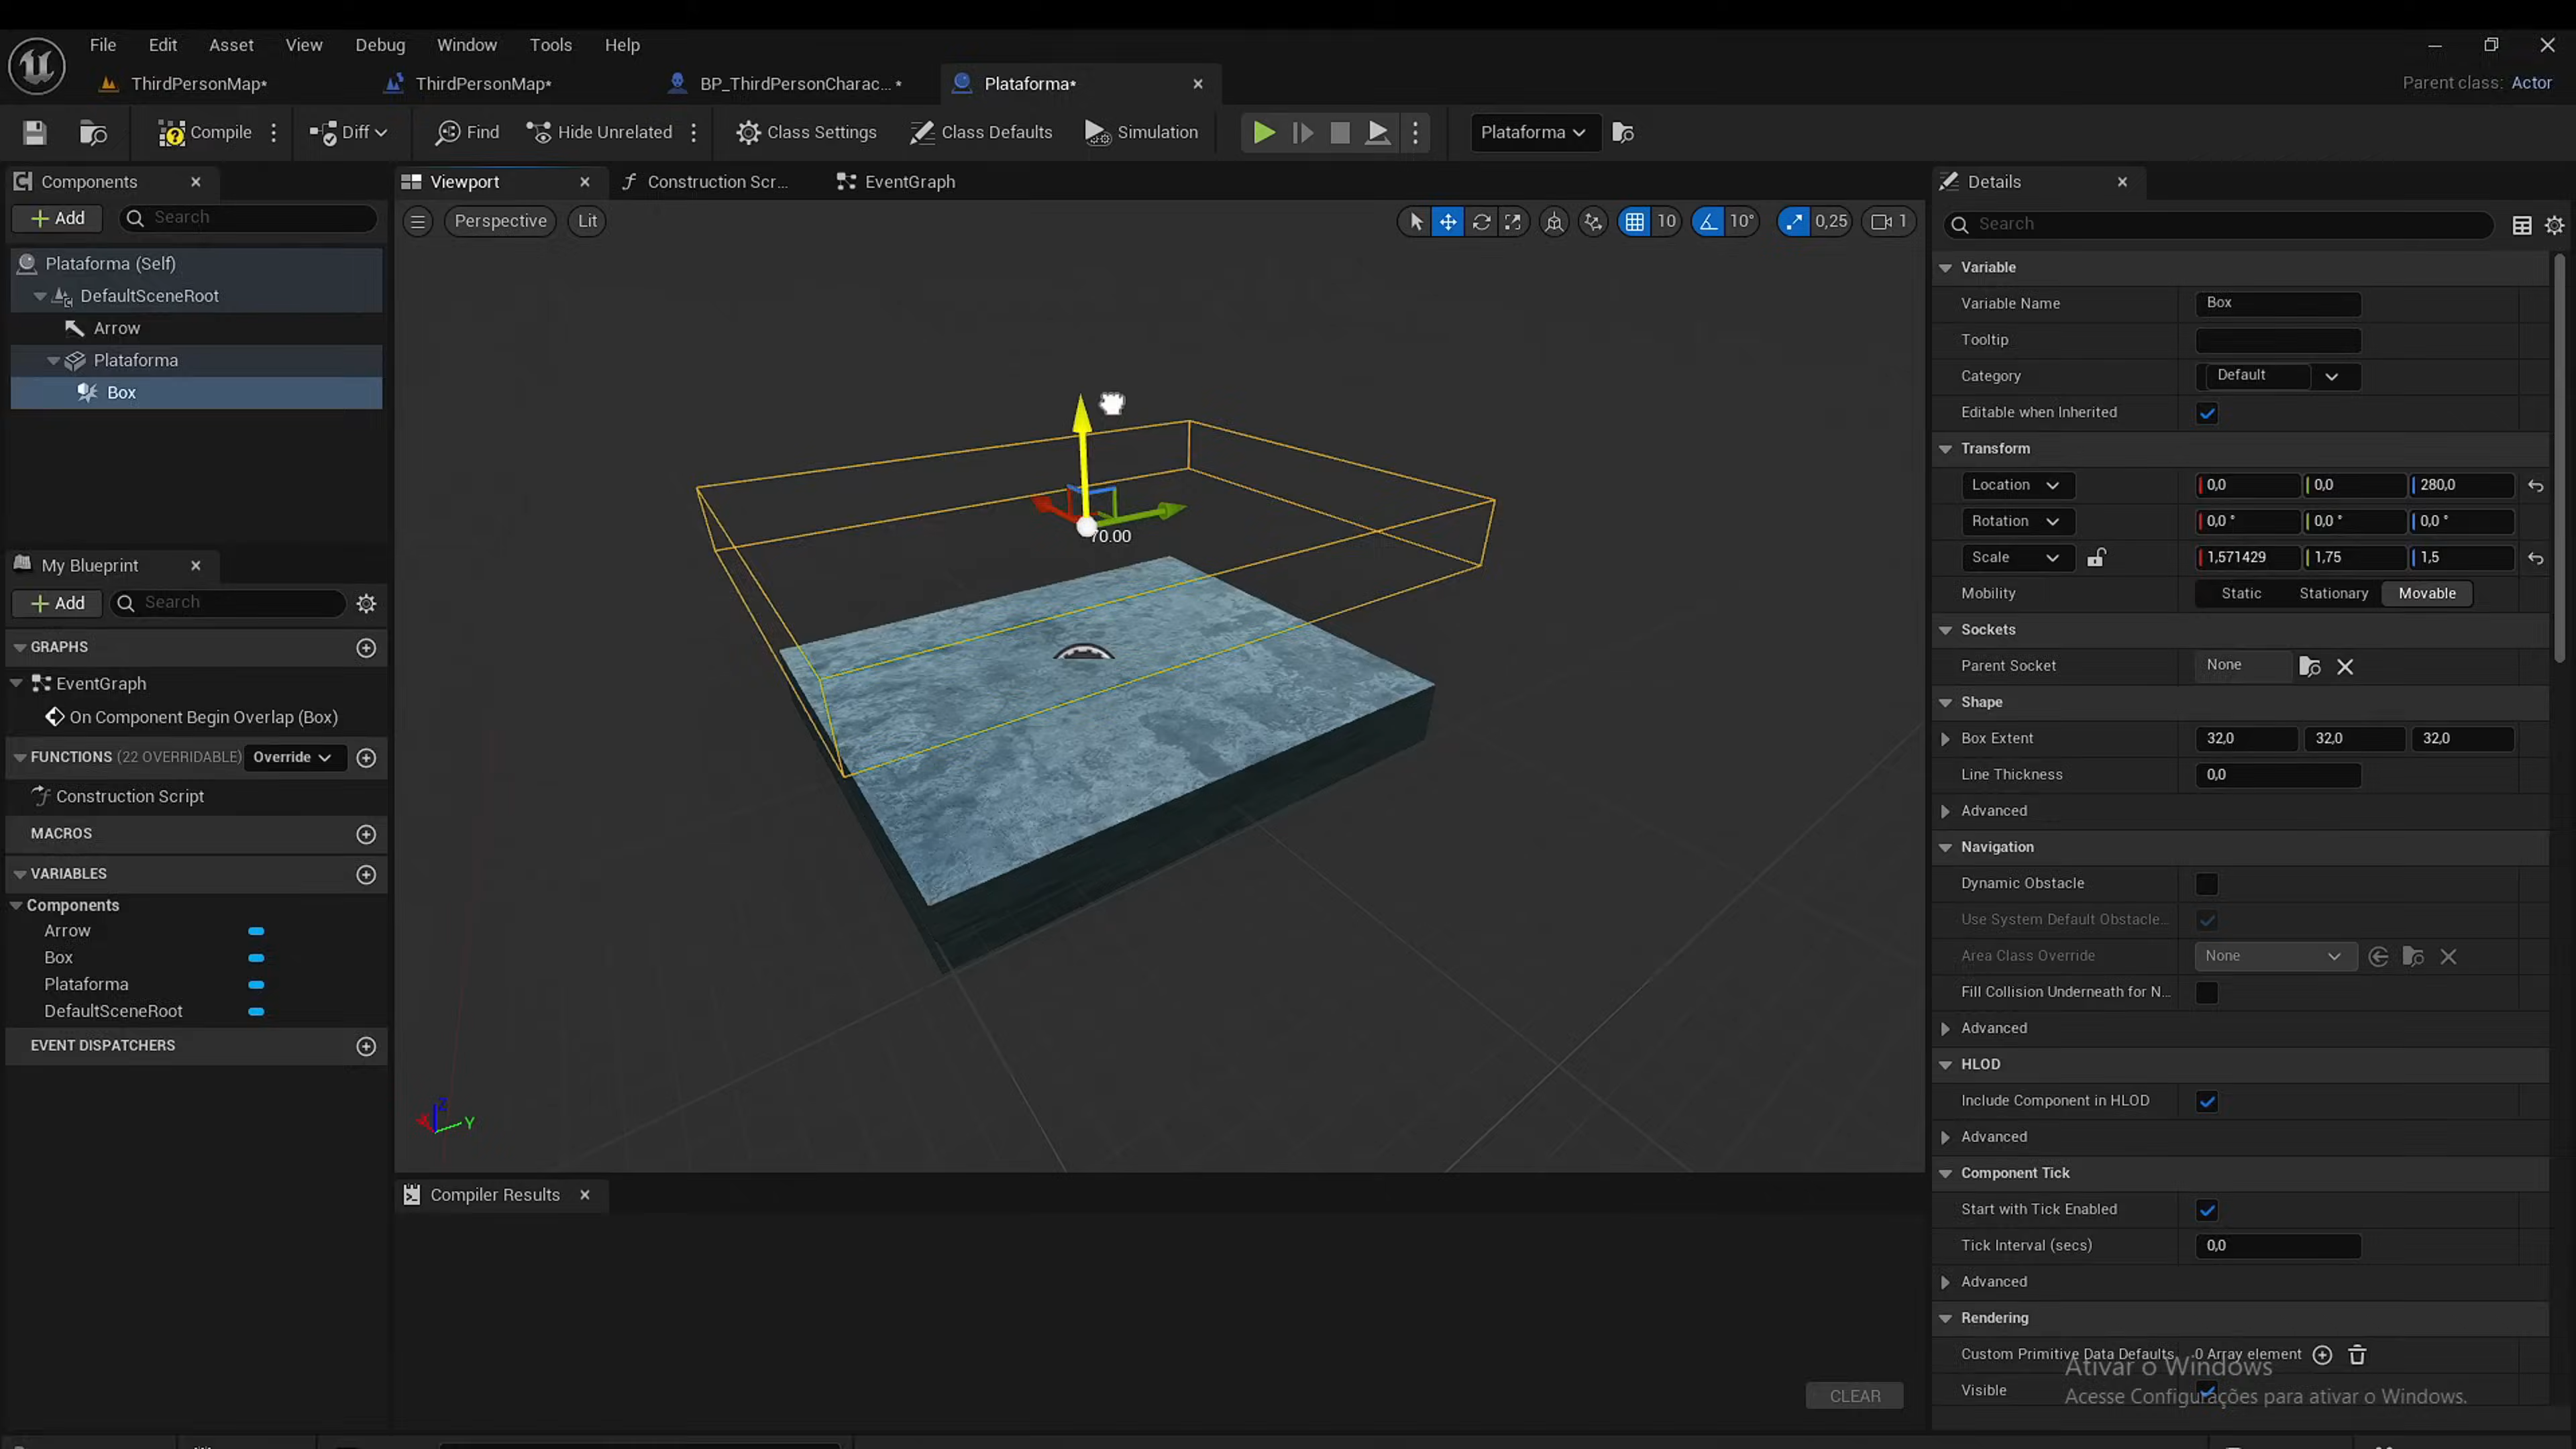 File Edit Asset View Debug Window Tools Help
ThirdPersonMap* ThirdPersonMap* BP_ThirdPersonCharac... * Plataforma* Parent class: Actor
Compile Diff Find Hide Unrelated Class Settings Class Defaults Simulation Plataforma
Components
Add Search
Plataforma (Self)
DefaultSceneRoot
Arrow
Plataforma
Box
My Blueprint
Add Search
GRAPHS
EventGraph
On Component Begin Overlap (Box)
FUNCTIONS (22 OVERRIDABLE) Override
Construction Script
MACROS
VARIABLES
Components
Arrow
Box
Plataforma
DefaultSceneRoot
EVENT DISPATCHERS
Viewport Construction Scr... EventGraph
Perspective Lit 10 10° 0,25 1
70.00
Z
X
Y
Compiler Results
CLEAR
Details
Search
Variable
Variable Name Box
Tooltip
Category Default
Editable when Inherited
Transform
Location 0,0 0,0 280,0
Rotation 0,0 ° 0,0 ° 0,0 °
Scale 1,571429 1,75 1,5
Mobility Static Stationary Movable
Sockets
Parent Socket None
Shape
Box Extent 32,0 32,0 32,0
Line Thickness 0,0
Advanced
Navigation
Dynamic Obstacle
Use System Default Obstacle...
Area Class Override None
Fill Collision Underneath for N...
Advanced
HLOD
Include Component in HLOD
Advanced
Component Tick
Start with Tick Enabled
Tick Interval (secs) 0,0
Advanced
Rendering
Custom Primitive Data Defaults 0 Array element
Visible
Ativar o Windows
Acesse Configurações para ativar o Windows.